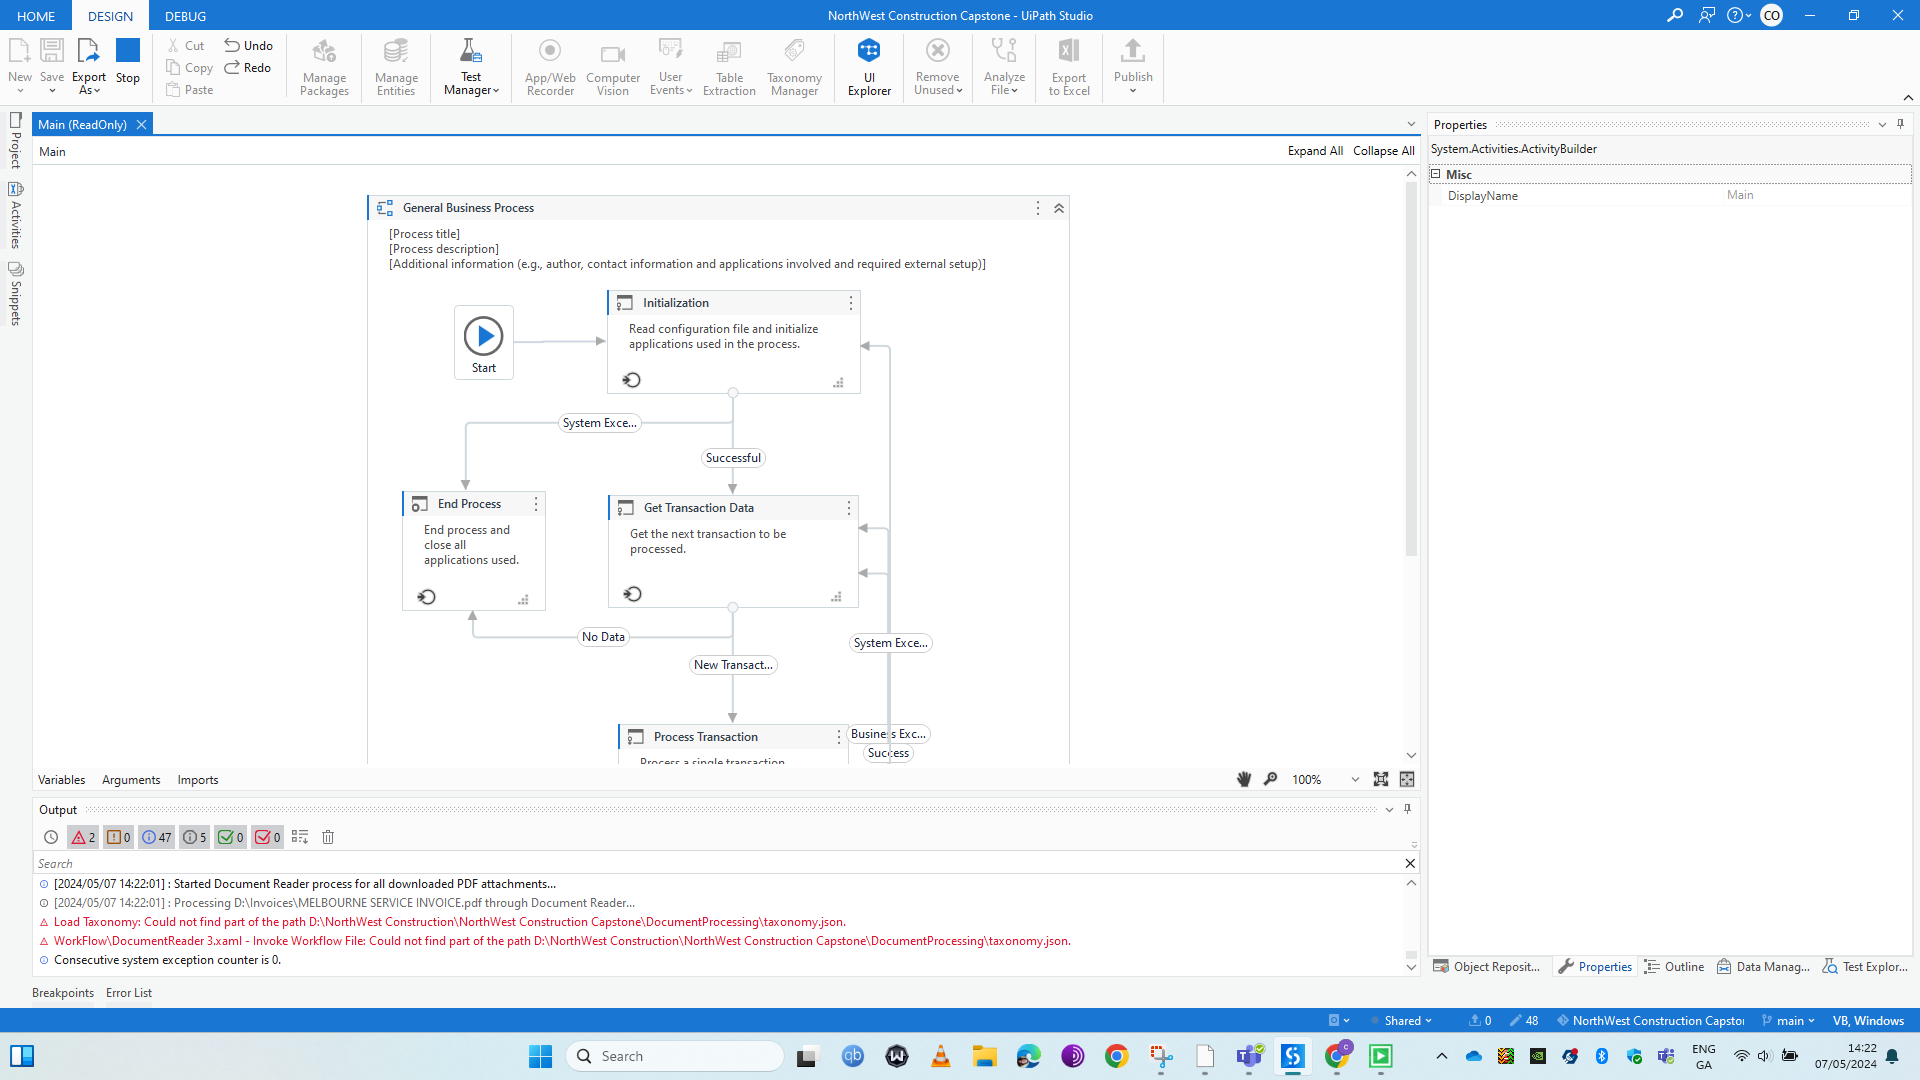 HOME DESIGN DEBUG NorthWest Construction Capstone - UiPath Studio CO
New Save Export As Stop Cut Copy Paste Undo Redo Manage Packages Manage Entities Test Manager App/Web Recorder Computer Vision User Events Table Extraction Taxonomy Manager UI Explorer Remove Unused Analyze File Export to Excel Publish
Project
Activities
Snippets
Main (ReadOnly)
Main Expand All Collapse All
General Business Process
[Process title]
[Process description]
[Additional information (e.g., author, contact information and applications involved and required external setup)]
Start
Initialization
Read configuration file and initialize
applications used in the process.
System Exce...
Successful
End Process
End process and
close all
applications used.
Get Transaction Data
Get the next transaction to be
processed.
No Data
System Exce...
New Transact...
Process Transaction
Process a single transaction
Business Exc...
Success
Variables Arguments Imports 100%
Output
2 0 47 5 0 0
Search
[2024/05/07 14:22:01] : Started Document Reader process for all downloaded PDF attachments...
[2024/05/07 14:22:01] : Processing D:\Invoices\MELBOURNE SERVICE INVOICE.pdf through Document Reader...
Load Taxonomy: Could not find part of the path D:\NorthWest Construction\NorthWest Construction Capstone\DocumentProcessing\taxonomy.json.
WorkFlow\DocumentReader 3.xaml - Invoke Workflow File: Could not find part of the path D:\NorthWest Construction\NorthWest Construction Capstone\DocumentProcessing\taxonomy.json.
Consecutive system exception counter is 0.
Breakpoints Error List
Properties
System.Activities.ActivityBuilder
Misc
DisplayName Main
Object Reposit... Properties Outline Data Manag... Test Explor...
Shared 0 48 NorthWest Construction Capsto main VB, Windows
Search qb ENG GA 14:22 07/05/2024